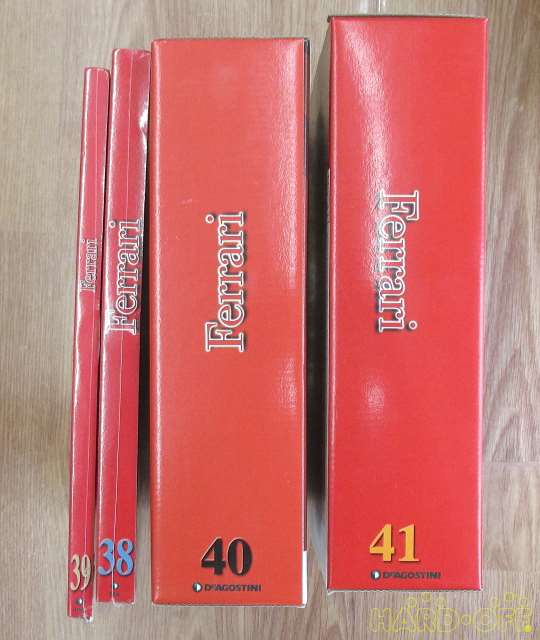 Ferrari
39
Ferrari
38
Ferrari
40
DeAGOSTINI
Ferrari
41
DeAGOSTINI
HARD・OFF